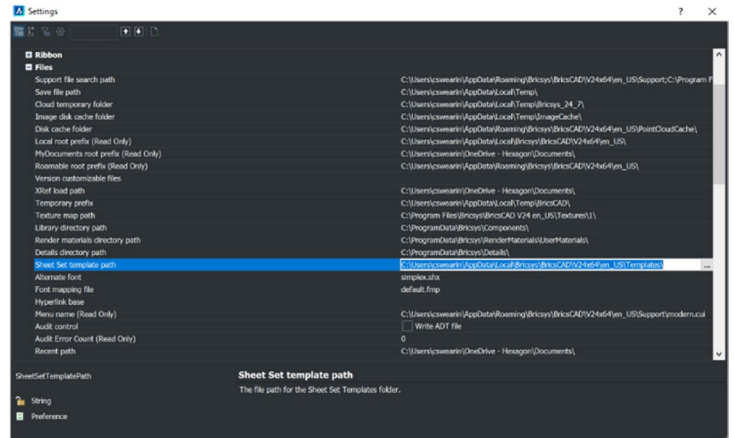 Settings
Ribbon
Files
Support file search path C:\Users\cswearin\AppData\Roaming\Bricsys\BricsCAD\V24x64\en_US\Support;C:\Program F
Save file path C:\Users\cswearin\AppData\Local\Temp\
Cloud temporary folder C:\Users\cswearin\AppData\Local\Temp\Bricsys_24_7\
Image disk cache folder C:\Users\cswearin\AppData\Local\Temp\ImageCache\
Disk cache folder C:\Users\cswearin\AppData\Roaming\Bricsys\BricsCAD\V24x64\en_US\PointCloudCache\
Local root prefix (Read Only) C:\Users\cswearin\AppData\Local\Bricsys\BricsCAD\V24x64\en_US\
MyDocuments root prefix (Read Only) C:\Users\cswearin\OneDrive - Hexagon\Documents\
Roamable root prefix (Read Only) C:\Users\cswearin\AppData\Roaming\Bricsys\BricsCAD\V24x64\en_US\
Version customizable files
XRef load path C:\Users\cswearin\OneDrive - Hexagon\Documents\
Temporary prefix C:\Users\cswearin\AppData\Local\Temp\BricsCAD\
Texture map path C:\Program Files\Bricsys\BricsCAD V24 en_US\Textures\1\
Library directory path C:\ProgramData\Bricsys\Components\
Render materials directory path C:\ProgramData\Bricsys\RenderMaterials\UserMaterials\
Details directory path C:\ProgramData\Bricsys\Details\
Sheet Set template path C:\Users\cswearin\AppData\Local\Bricsys\BricsCAD\V24x64\en_US\Templates\ ...
Alternate font simplex.shx
Font mapping file default.fmp
Hyperlink base
Menu name (Read Only) C:\Users\cswearin\AppData\Roaming\Bricsys\BricsCAD\V24x64\en_US\Support\modern.cui
Audit control Write ADT file
Audit Error Count (Read Only) 0
Recent path C:\Users\cswearin\OneDrive - Hexagon\Documents\
SheetSetTemplatePath
Sheet Set template path
The file path for the Sheet Set Templates folder.
String
Preference